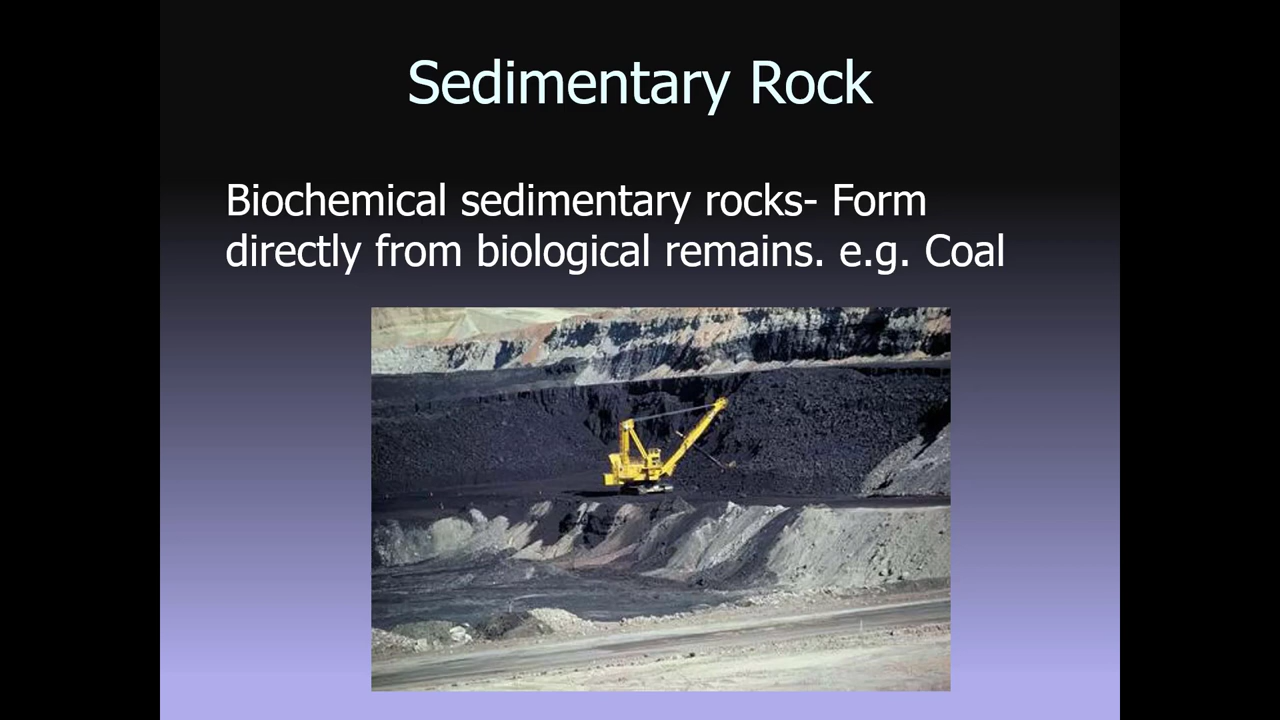 Sedimentary Rock
Biochemical sedimentary rocks- Form
directly from biological remains. e.g. Coal